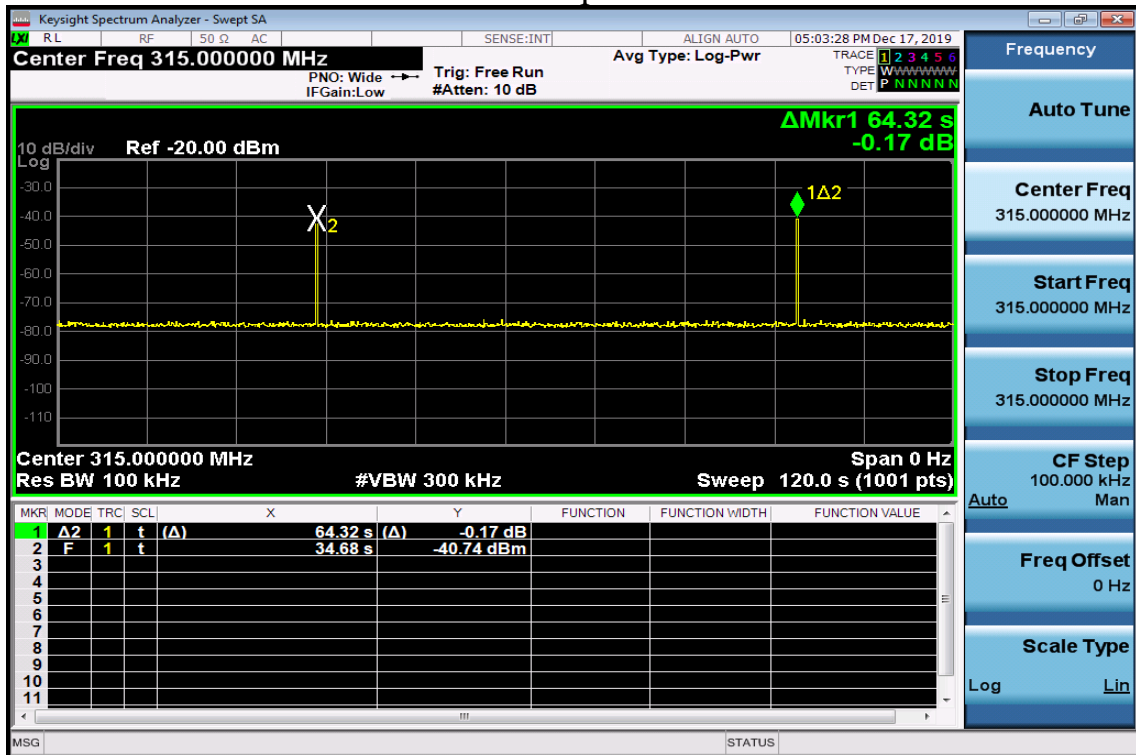 Keysight Spectrum Analyzer - Swept SA
LXI RL RF 50 Ω AC SENSE:INT ALIGN AUTO 05:03:28 PM Dec 17, 2019
Center Freq 315.000000 MHz
PNO: Wide
IFGain:Low
Trig: Free Run
#Atten: 10 dB
Avg Type: Log-Pwr
TRACE 1 2 3 4 5 6
TYPE WWWWWWW
DET P N N N N N
ΔMkr1 64.32 s
-0.17 dB
10 dB/div Ref -20.00 dBm
Log
-30.0
-40.0
-50.0
-60.0
-70.0
-80.0
-90.0
-100
-110
X2
1Δ2
Center 315.000000 MHz Span 0 Hz
Res BW 100 kHz #VBW 300 kHz Sweep 120.0 s (1001 pts)
MKR MODE TRC SCL X Y FUNCTION FUNCTION WIDTH FUNCTION VALUE
1 Δ2 1 t (Δ) 64.32 s (Δ) -0.17 dB
2 F 1 t 34.68 s -40.74 dBm
3
4
5
6
7
8
9
10
11
MSG STATUS
Frequency
Auto Tune
Center Freq
315.000000 MHz
Start Freq
315.000000 MHz
Stop Freq
315.000000 MHz
CF Step
100.000 kHz
Auto Man
Freq Offset
0 Hz
Scale Type
Log Lin